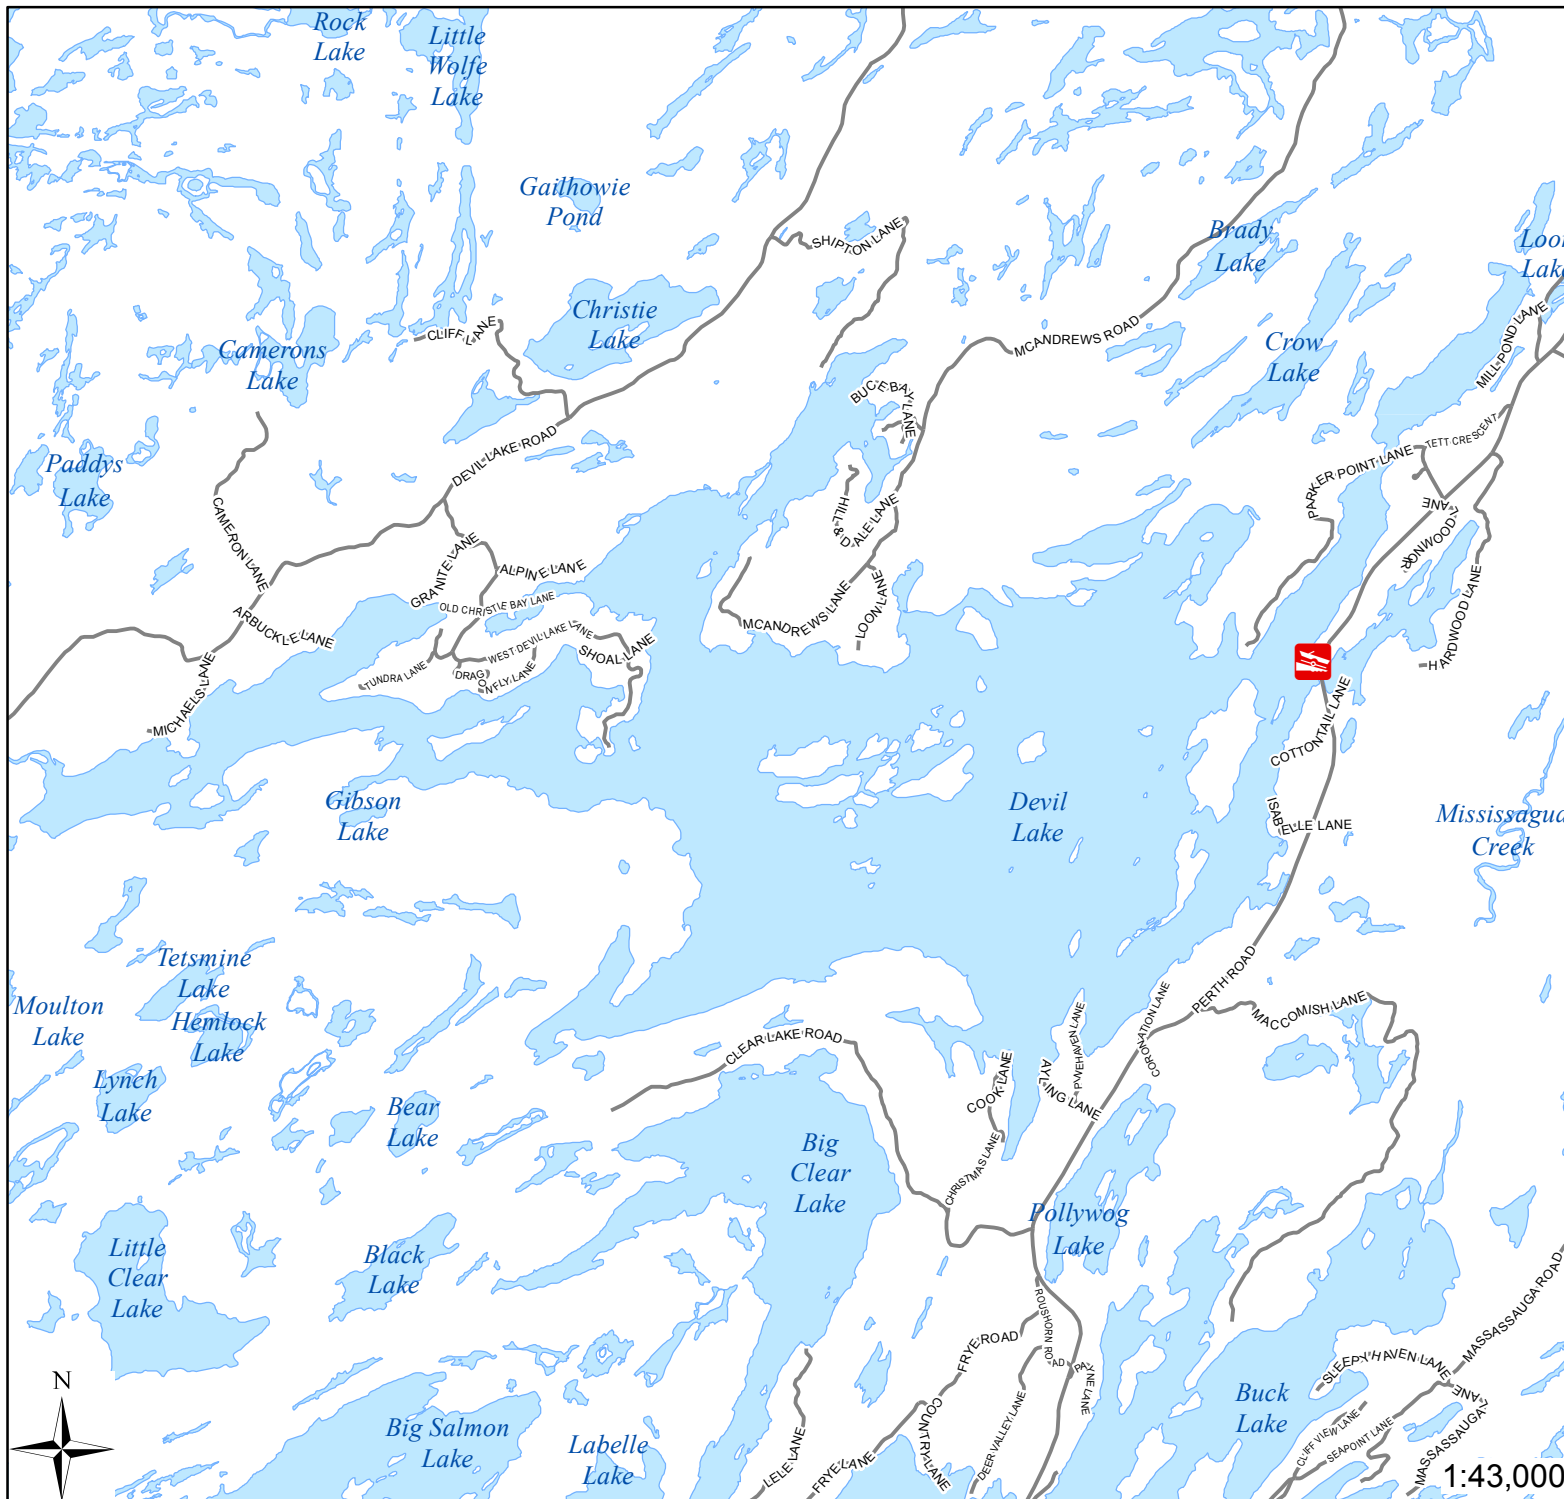 Rock
Lake
Little
Wolfe
Lake
Gailhowie
Pond
SHIPTON LANE
Brady
Lake
Loon
Lake
Christie
Lake
CLIFF LANE
Camerons
Lake
MCANDREWS ROAD
Crow
Lake
MILL POND LANE
BUCE BAY LANE
TETT CRESCENT
PARKER POINT LANE
DEVIL LAKE ROAD
Paddys
Lake
CAMERON LANE
HILL & DALE LANE
IRONWOOD LANE
HARDWOOD LANE
GRANITE LANE
ALPINE LANE
OLD CHRISTIE BAY LANE
ARBUCKLE LANE
WEST DEVIL LAKE LANE
SHOAL LANE
MCANDREWS LANE
LOON LANE
TUNDRA LANE
DRAGONFLY LANE
MICHAELS LANE
COTTONTAIL LANE
ISABELLE LANE
Gibson
Lake
Devil
Lake
Mississagua
Creek
Tetsmine
Lake
Moulton
Lake
Hemlock
Lake
PERTH ROAD
MACCOMISH LANE
CORONATION LANE
PINEHAVEN LANE
AYLING LANE
COOK LANE
CLEAR LAKE ROAD
Lynch
Lake
Bear
Lake
Big
Clear
Lake
CHRISTMAS LANE
Pollywog
Lake
Little
Clear
Lake
Black
Lake
ROUSHORN ROAD
FRYE ROAD
PAYNE LANE
MASSASSAUGA ROAD
SLEEPY HAVEN LANE
Buck
Lake
MASSASSAUGA LANE
CLIFF VIEW LANE
SEAPOINT LANE
N
Big Salmon
Lake
Labelle
Lake
LELE LANE
FRYE LANE
COUNTRY LANE
DEER VALLEY LANE
1:43,000